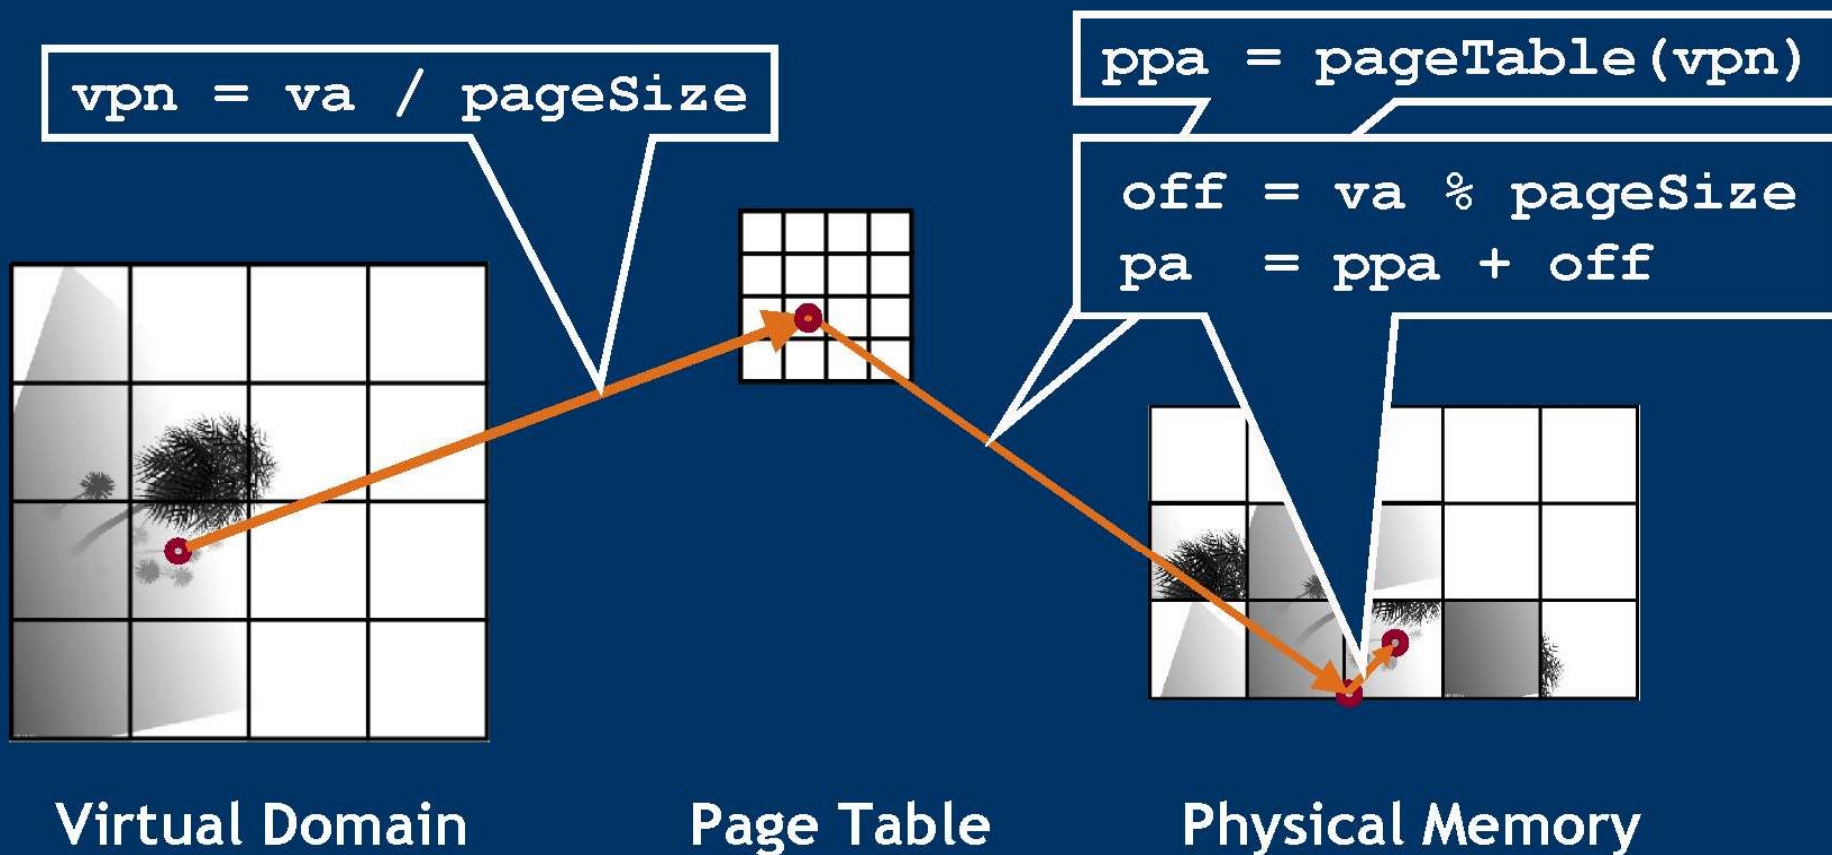 vpn = va / pageSize
ppa = pageTable(vpn)
off = va % pageSize
pa = ppa + off
Virtual Domain
Page Table
Physical Memory